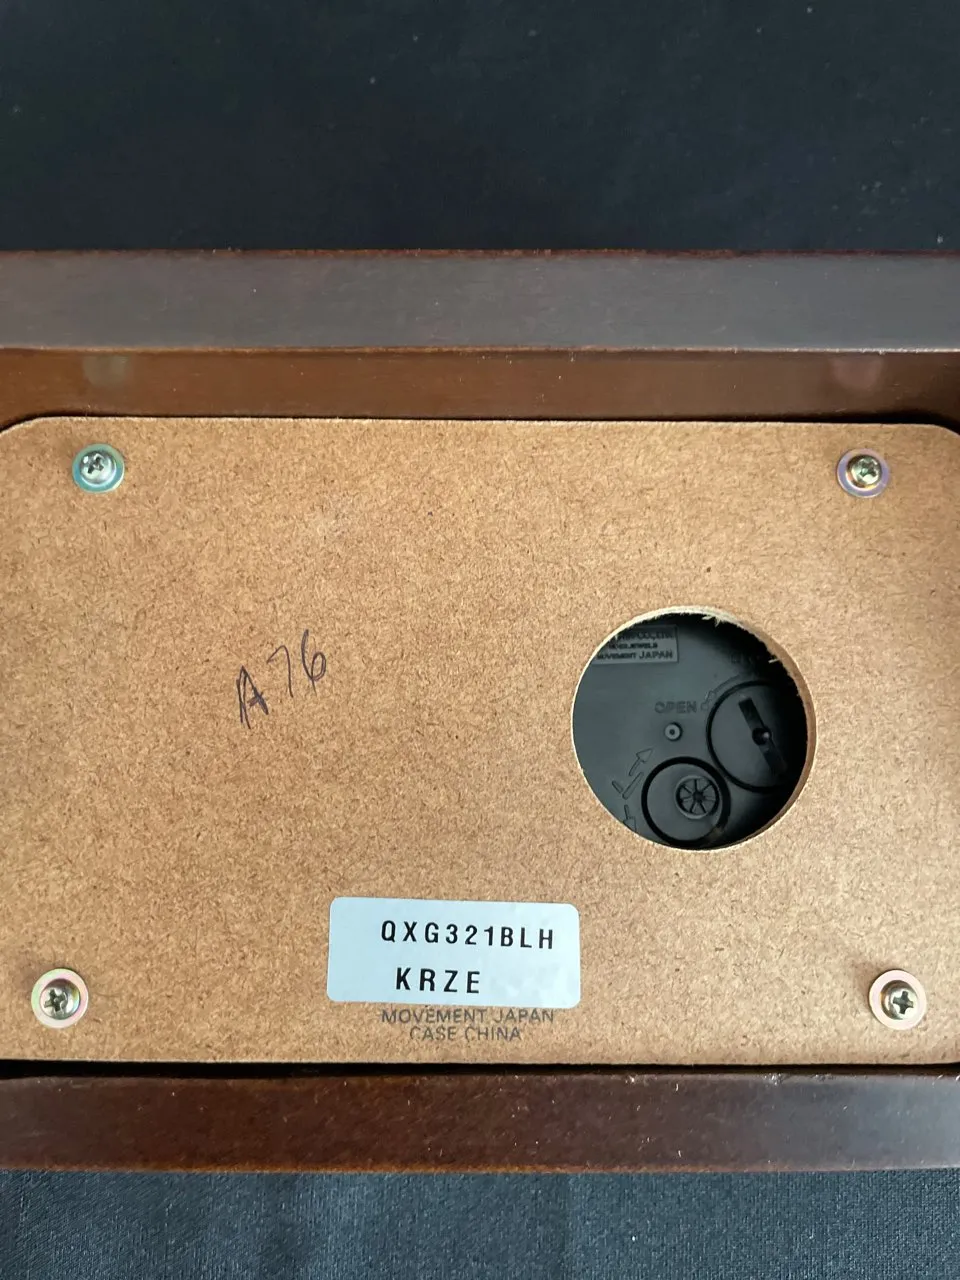 A76
MOVEMENT JAPAN
OPEN
QXG321BLH
KRZE
MOVEMENT JAPAN
CASE CHINA